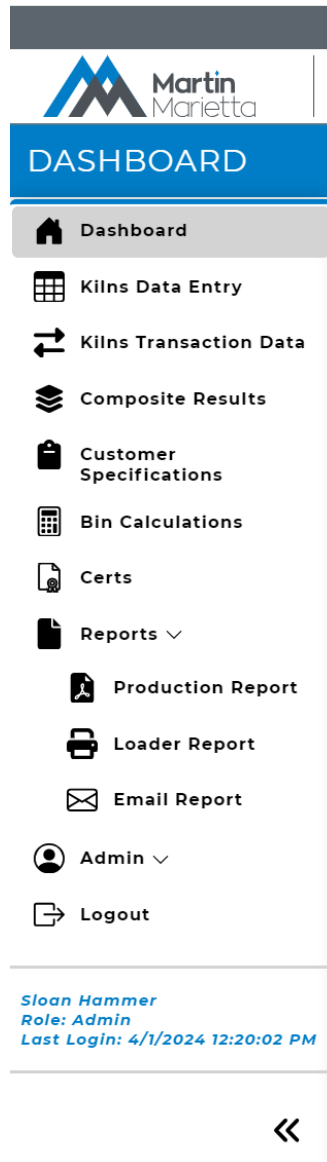 Martin
Marietta
DASHBOARD
Dashboard
Kilns Data Entry
Kilns Transaction Data
Composite Results
Customer
Specifications
Bin Calculations
Certs
Reports
Production Report
Loader Report
Email Report
Admin
Logout
Sloan Hammer
Role: Admin
Last Login: 4/1/2024 12:20:02 PM